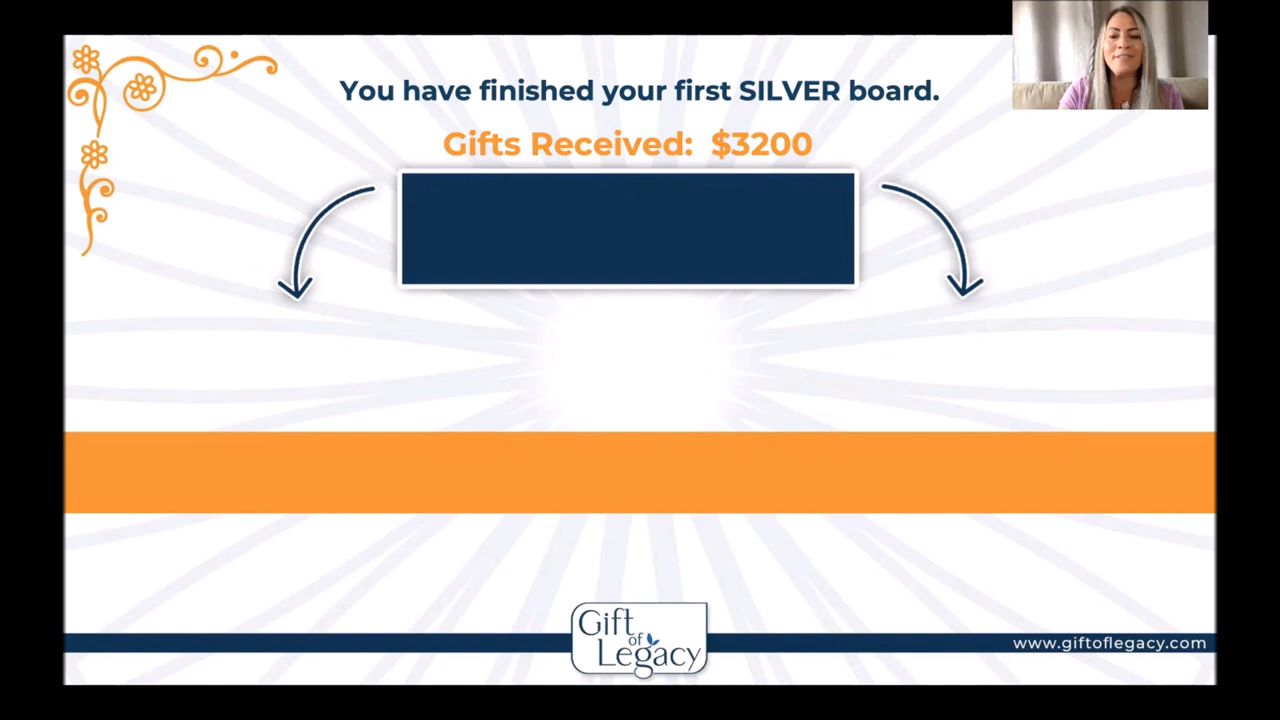 You have finished your first SILVER board.
Gifts Received: $3200
Gift
of
Legacy
www.giftoflegacy.com